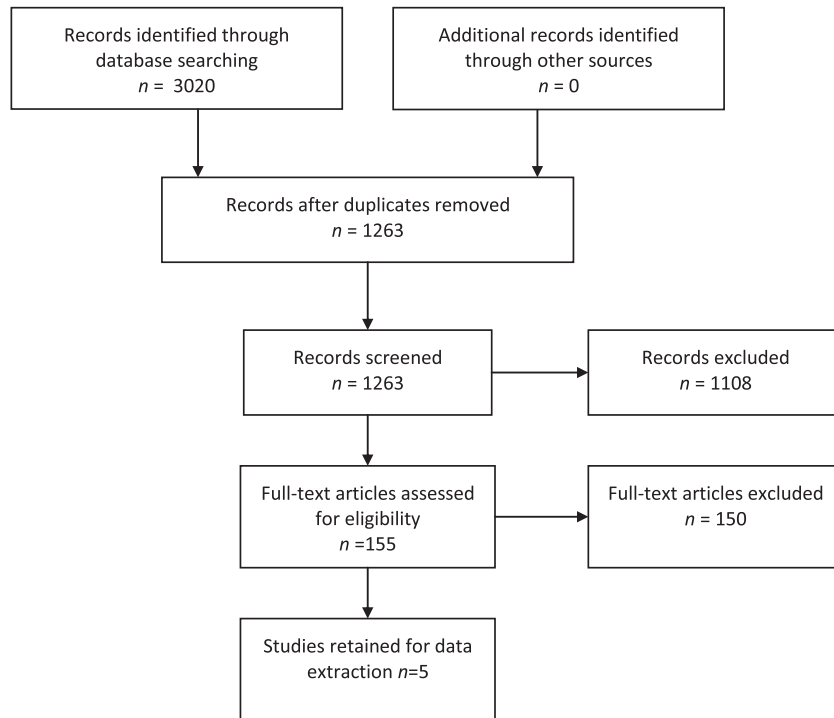 Records identified through
database searching
n = 3020
Additional records identified
through other sources
n = 0
Records after duplicates removed
n = 1263
Records screened
n = 1263
Records excluded
n = 1108
Full-text articles assessed
for eligibility
n =155
Full-text articles excluded
n = 150
Studies retained for data
extraction n=5